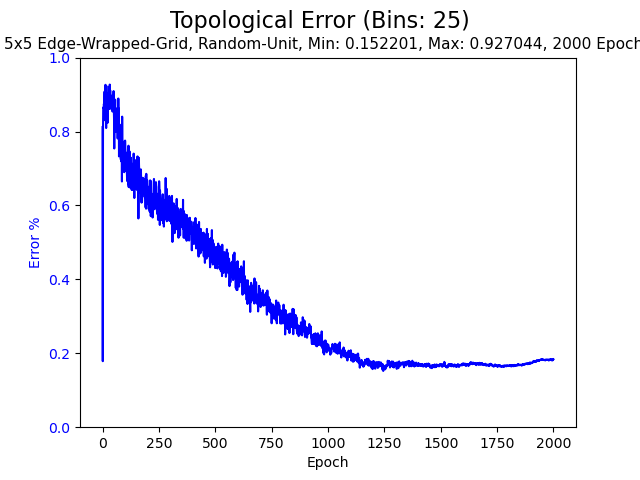 Topological Error (Bins: 25)
5x5 Edge-Wrapped-Grid, Random-Unit, Min: 0.152201, Max: 0.927044, 2000 Epoch
1.0
0.8
0.6
0.4
0.2
0.0
Error %
0 250 500 750 1000 1250 1500 1750 2000
Epoch